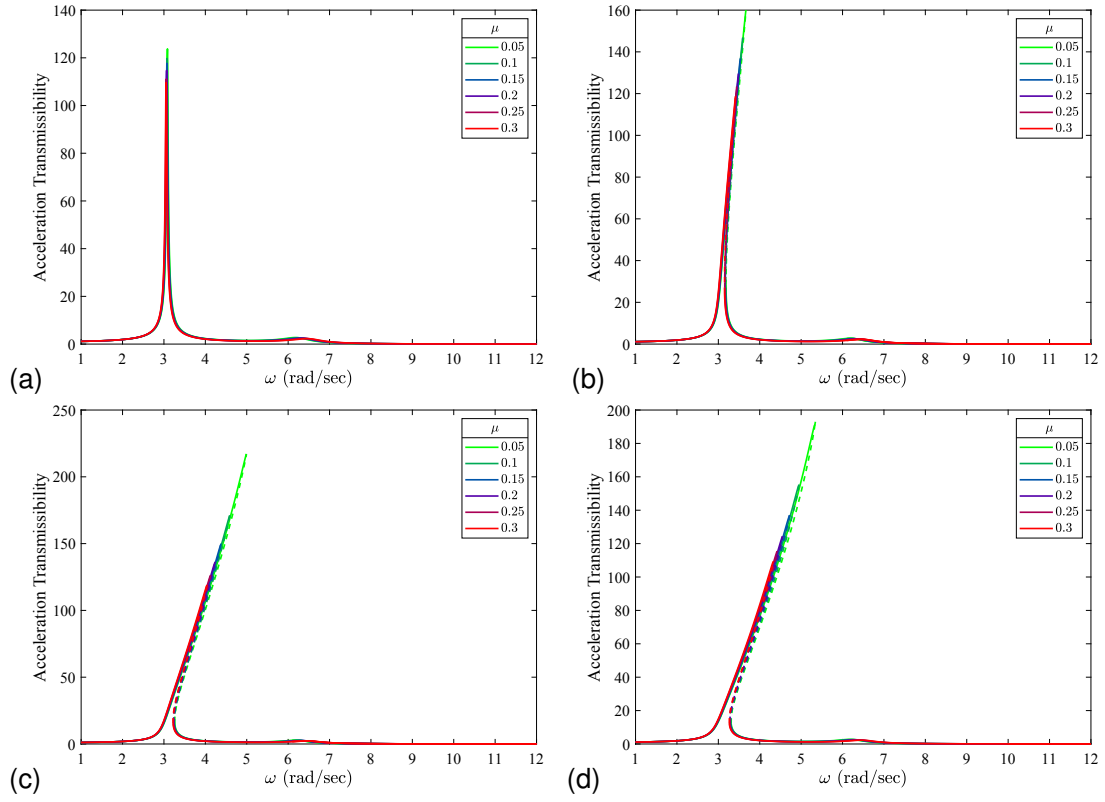 140
120
100
80
60
40
20
0
Acceleration Transmissibility
1 2 3 4 5 6 7 8 9 10 11 12
ω (rad/sec)
μ
0.05
0.1
0.15
0.2
0.25
0.3
(a)
160
140
120
100
80
60
40
20
0
Acceleration Transmissibility
1 2 3 4 5 6 7 8 9 10 11 12
ω (rad/sec)
μ
0.05
0.1
0.15
0.2
0.25
0.3
(b)
250
200
150
100
50
0
Acceleration Transmissibility
1 2 3 4 5 6 7 8 9 10 11 12
ω (rad/sec)
μ
0.05
0.1
0.15
0.2
0.25
0.3
(c)
200
180
160
140
120
100
80
60
40
20
0
Acceleration Transmissibility
1 2 3 4 5 6 7 8 9 10 11 12
ω (rad/sec)
μ
0.05
0.1
0.15
0.2
0.25
0.3
(d)